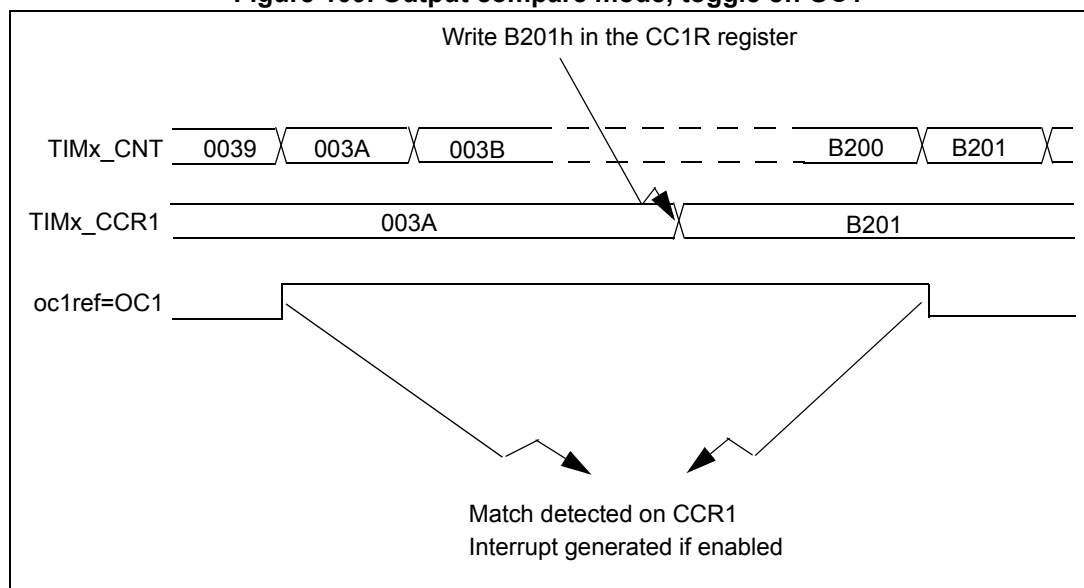 Write B201h in the CC1R register
TIMx_CNT 0039 003A 003B B200 B201
TIMx_CCR1 003A B201
oc1ref=OC1
Match detected on CCR1
Interrupt generated if enabled